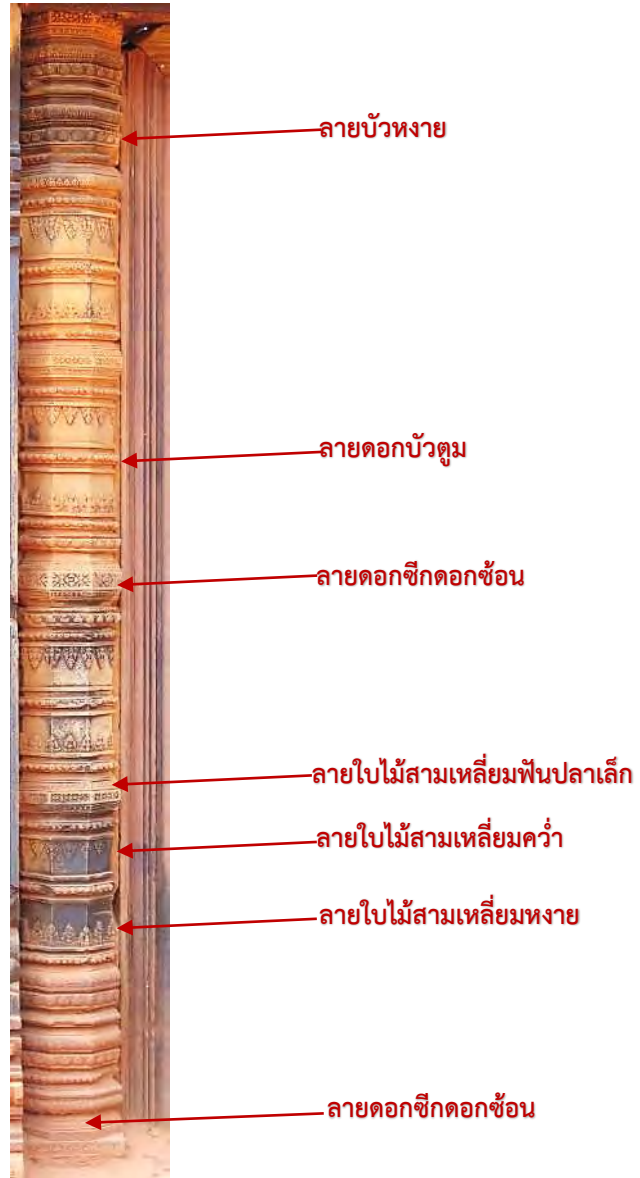 ลายบัวหงาย
ลายดอกบัวตูม
ลายดอกซีกดอกซ้อน
ลายใบไม้สามเหลี่ยมฟันปลาเล็ก
ลายใบไม้สามเหลี่ยมคว่ำ
ลายใบไม้สามเหลี่ยมหงาย
ลายดอกซีกดอกซ้อน